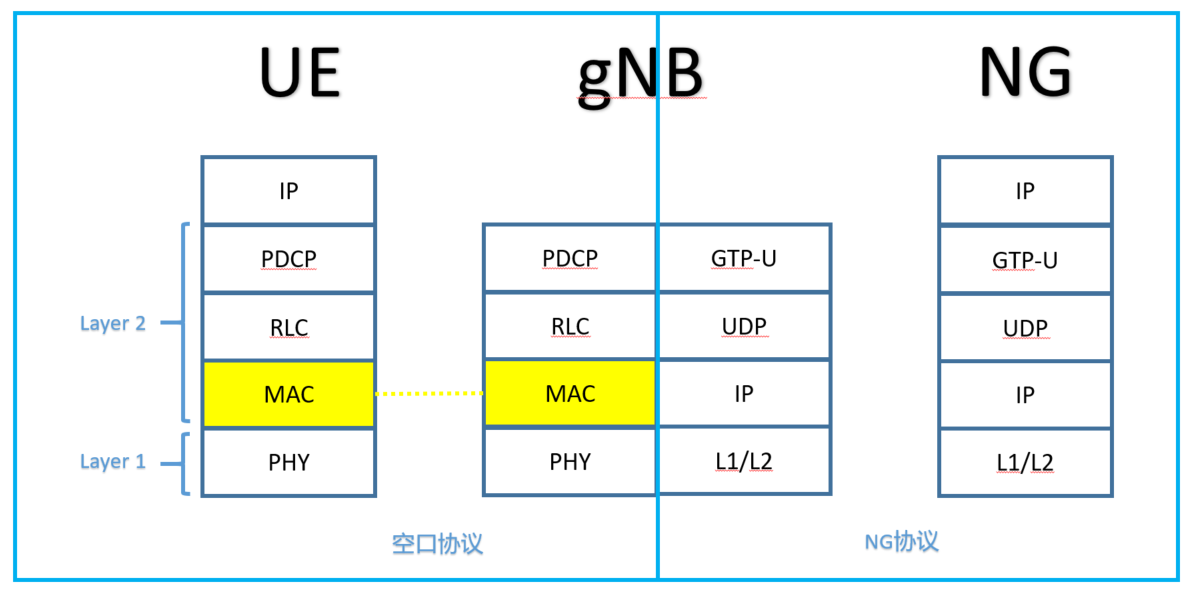 UE
gNB
NG
IP
PDCP
RLC
MAC
PHY
Layer 2
Layer 1
PDCP
RLC
MAC
PHY
GTP-U
UDP
IP
L1/L2
IP
GTP-U
UDP
IP
L1/L2
空口协议
NG协议